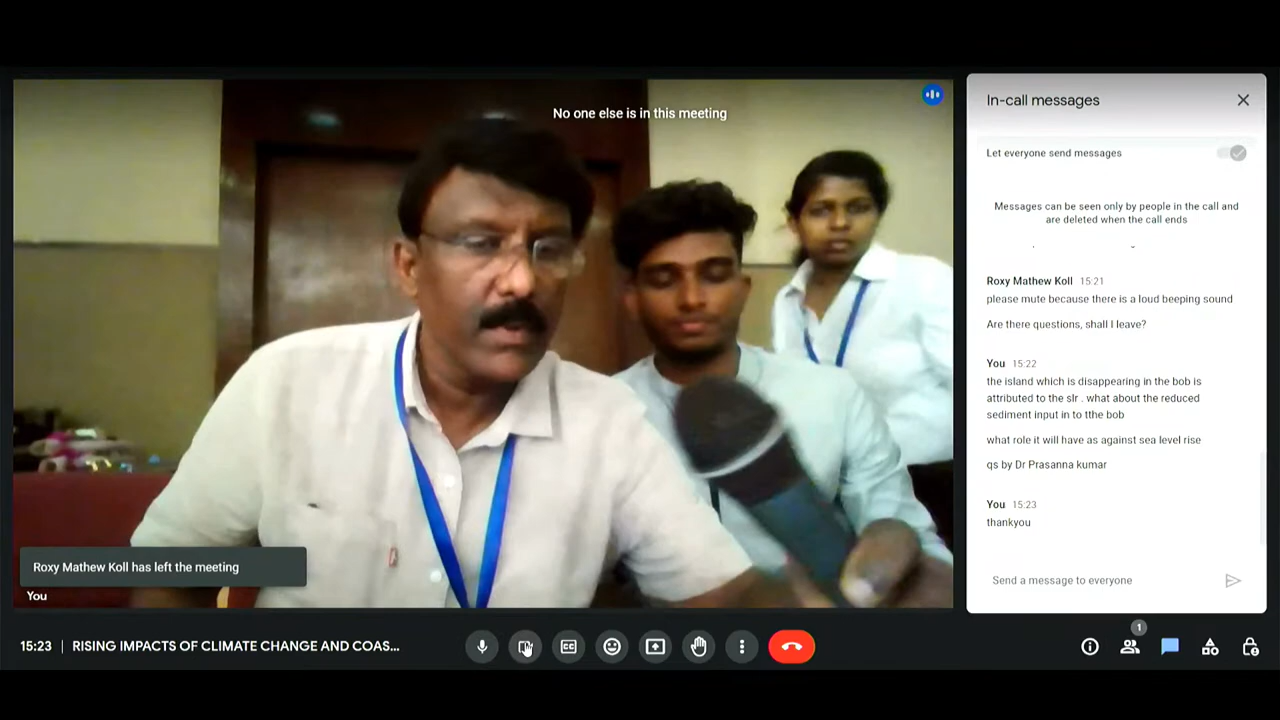 No one else is in this meeting
Roxy Mathew Koll has left the meeting
You
In-call messages
Let everyone send messages
Messages can be seen only by people in the call and
are deleted when the call ends
Roxy Mathew Koll 15:21
please mute because there is a loud beeping sound
Are there questions, shall I leave?
You 15:22
the island which is disappearing in the bob is
attributed to the slr . what about the reduced
sediment input in to tthe bob
what role it will have as against sea level rise
qs by Dr Prasanna kumar
You 15:23
thankyou
Send a message to everyone
15:23 | RISING IMPACTS OF CLIMATE CHANGE AND COAS...
1